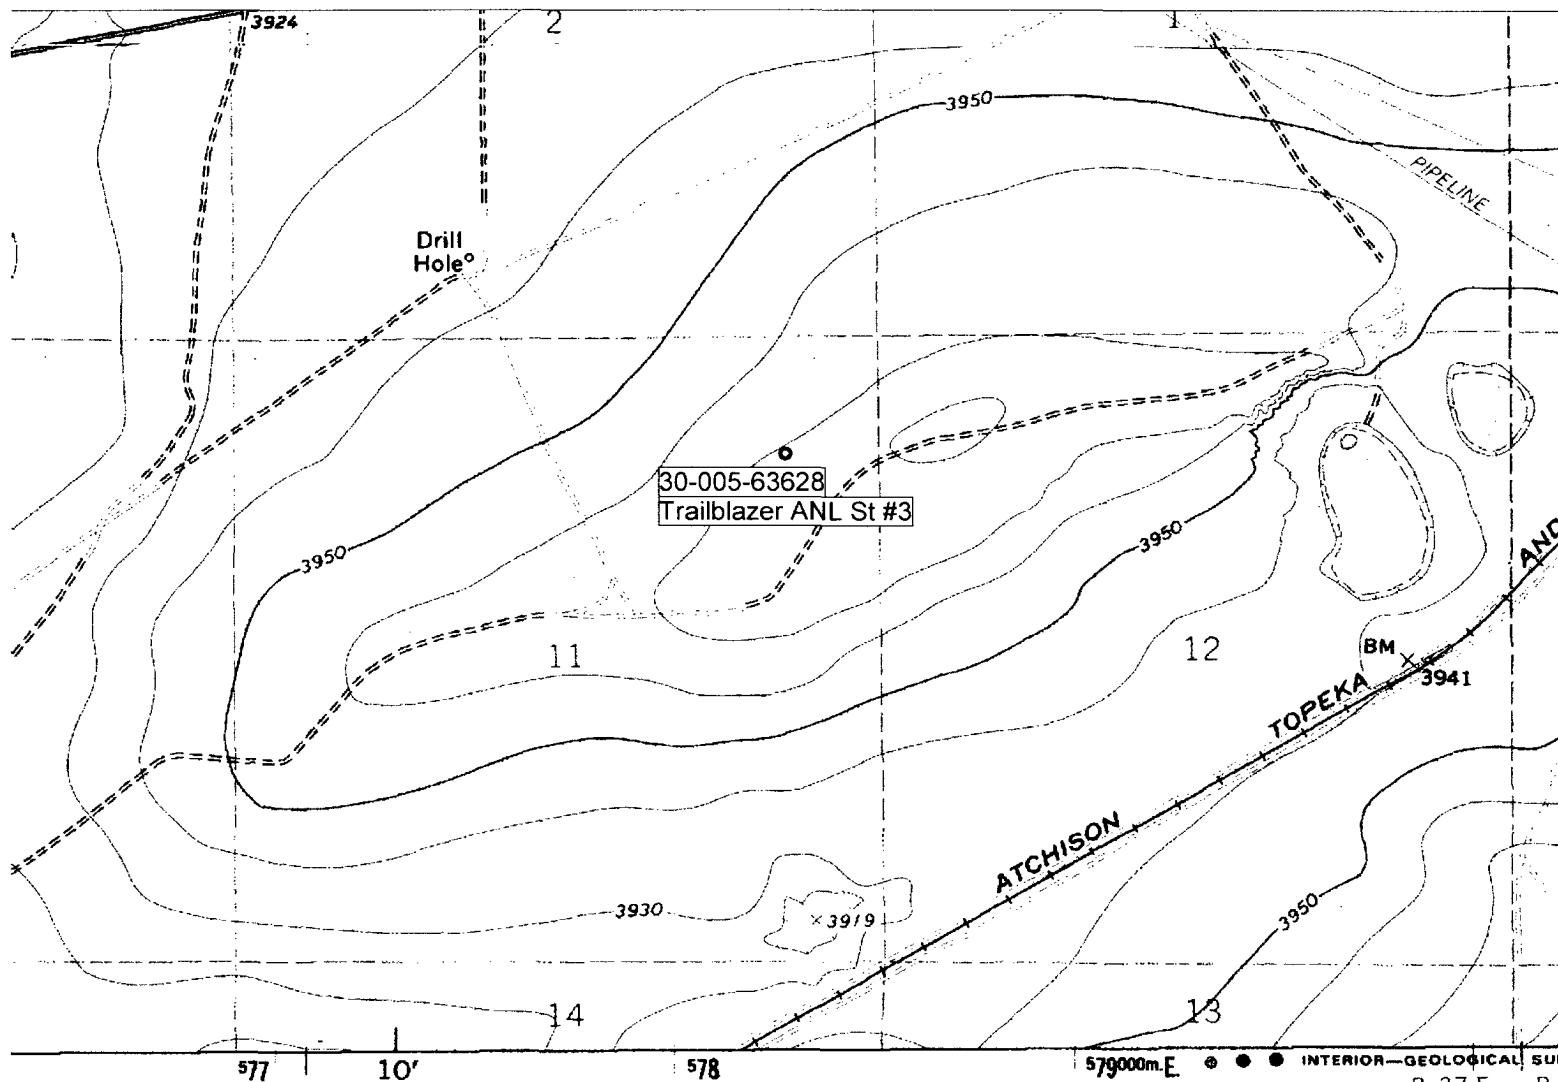 3924
2
1
3950
PIPELINE
Drill
Hole
30-005-63628
Trailblazer ANL St #3
3950
3950
AND
11
12
BM
3941
ATCHISON TOPEKA
3930
3919
3950
14
13
577
10'
578
579000m.E.
INTERIOR—GEOLOGICAL SU